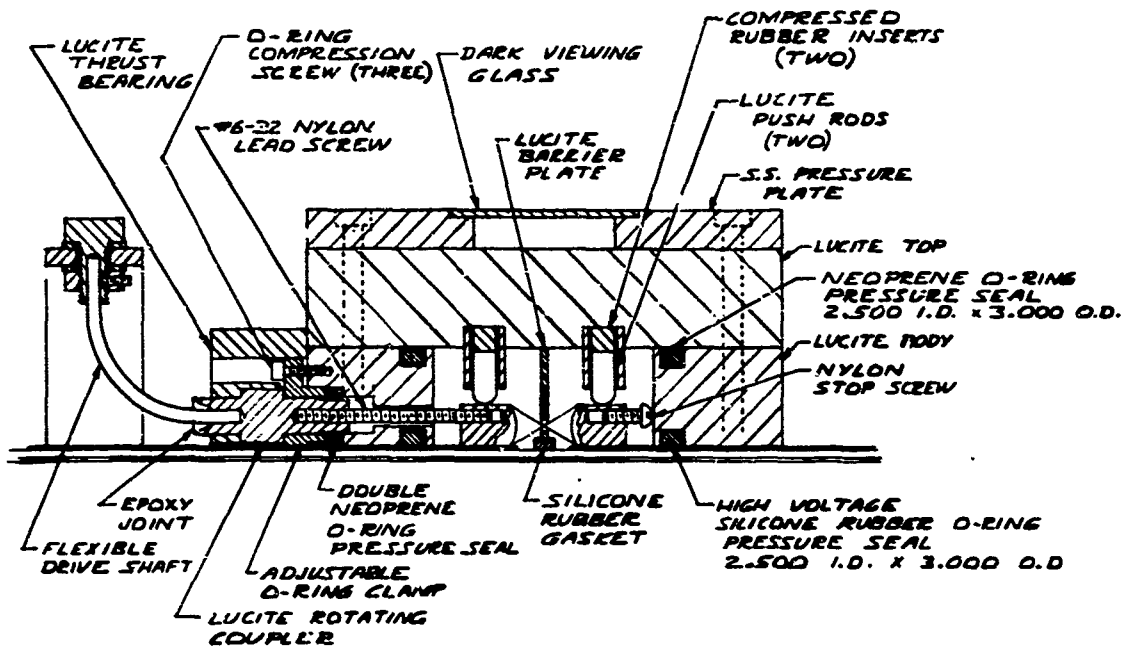 LUCITE
THRUST
BEARING
O-RING
COMPRESSION
SCREW (THREE)
#6-32 NYLON
LEAD SCREW
DARK VIEWING
GLASS
LUCITE
BARRIER
PLATE
COMPRESSED
RUBBER INSERTS
(TWO)
LUCITE
PUSH RODS
(TWO)
S.S. PRESSURE
PLATE
LUCITE TOP
NEOPRENE O-RING
PRESSURE SEAL
2.500 I.D. x 3.000 O.D.
LUCITE BODY
NYLON
STOP SCREW
EPOXY
JOINT
FLEXIBLE
DRIVE SHAFT
DOUBLE
NEOPRENE
O-RING
PRESSURE SEAL
ADJUSTABLE
O-RING CLAMP
LUCITE ROTATING
COUPLER
SILICONE
RUBBER
GASKET
HIGH VOLTAGE
SILICONE RUBBER O-RING
PRESSURE SEAL
2.500 I.D. X 3.000 O.D